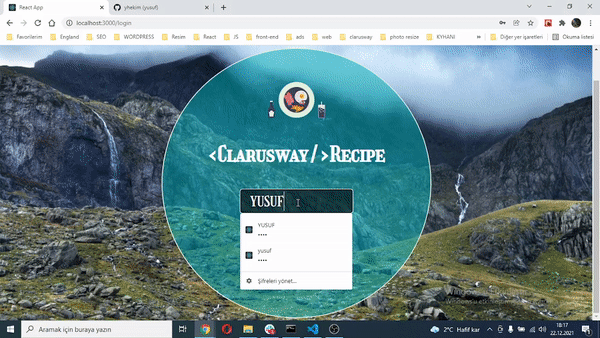 React App
yhekim (yusuf)
localhost:3000/login
Favorilerim
England
SEO
WORDPRESS
Resim
React
JS
front-end
ads
web
clarusway
photo resize
KYHANI
»
Diğer yer işaretleri
Okuma listesi
<Clarusway/>Recipe
YUSUF
YUSUF
••••
yusuf
••••
Şifreleri yönet...
Aramak için buraya yazın
2°C Hafif kar
18:17
22.12.2021